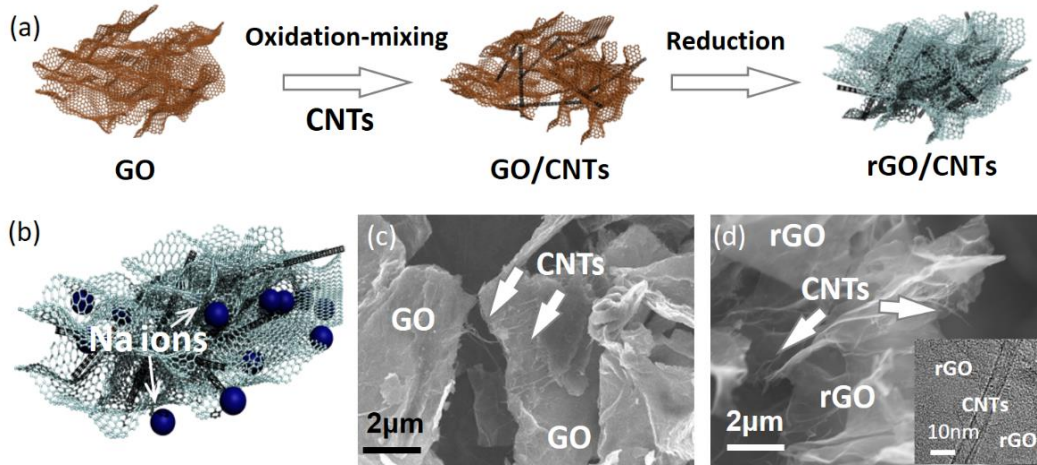 (a)
Oxidation-mixing
CNTs
Reduction
GO
GO/CNTs
rGO/CNTs
(b)
Na ions
(c)
CNTs
GO
GO
2μm
(d)
rGO
CNTs
rGO
2μm
rGO
CNTs
10nm
rGO